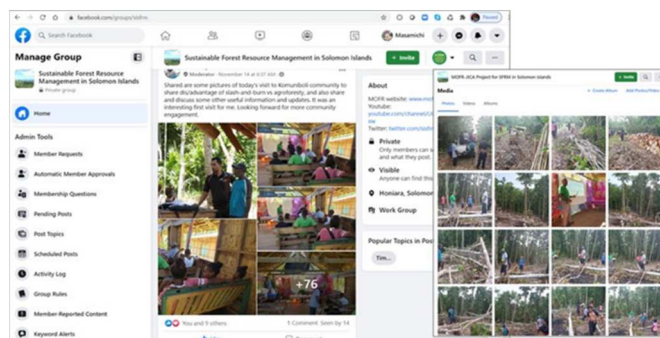 facebook.com/groups/sisfrm
Paused
Search Facebook
Masamichi
Manage Group
Sustainable Forest Resource
Management in Solomon Islands
Private group
Home
Admin Tools
Member Requests
Automatic Member Approvals
Membership Questions
Pending Posts
Post Topics
Scheduled Posts
Activity Log
Group Rules
Member-Reported Content
Keyword Alerts
Sustainable Forest Resource Management in Solomon Islands
+ Invite
Moderator · November 14 at 4:37 AM
Shared are some pictures of today's visit to Komuniboli community to
share dis/advantage of slash-and-burn vs agroforestry, and also share
and discuss some other useful information and updates. It was an
interesting first visit for me. Looking forward for more community
engagement.
+76
You and 9 others
1 Comment Seen by 14
About
MOFR website:
Youtube:
youtube.com/channel/
Private
Only members can
and what they post.
Visible
Anyone can find this
Honiara, Solomon
Work Group
Popular Topics in Pos
Tim...
MOFR-JICA Project for SFRM in Solomon Islands
+ Invite
Media
+ Create Album
Add Photos/Video
Photos
Videos
Albums